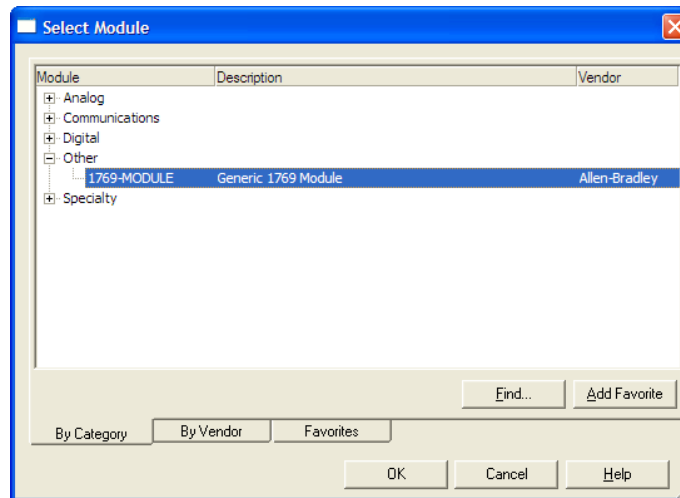 Select Module
Module Description Vendor
Analog
Communications
Digital
Other
1769-MODULE Generic 1769 Module Allen-Bradley
Specialty
Find... Add Favorite
By Category By Vendor Favorites
OK Cancel Help